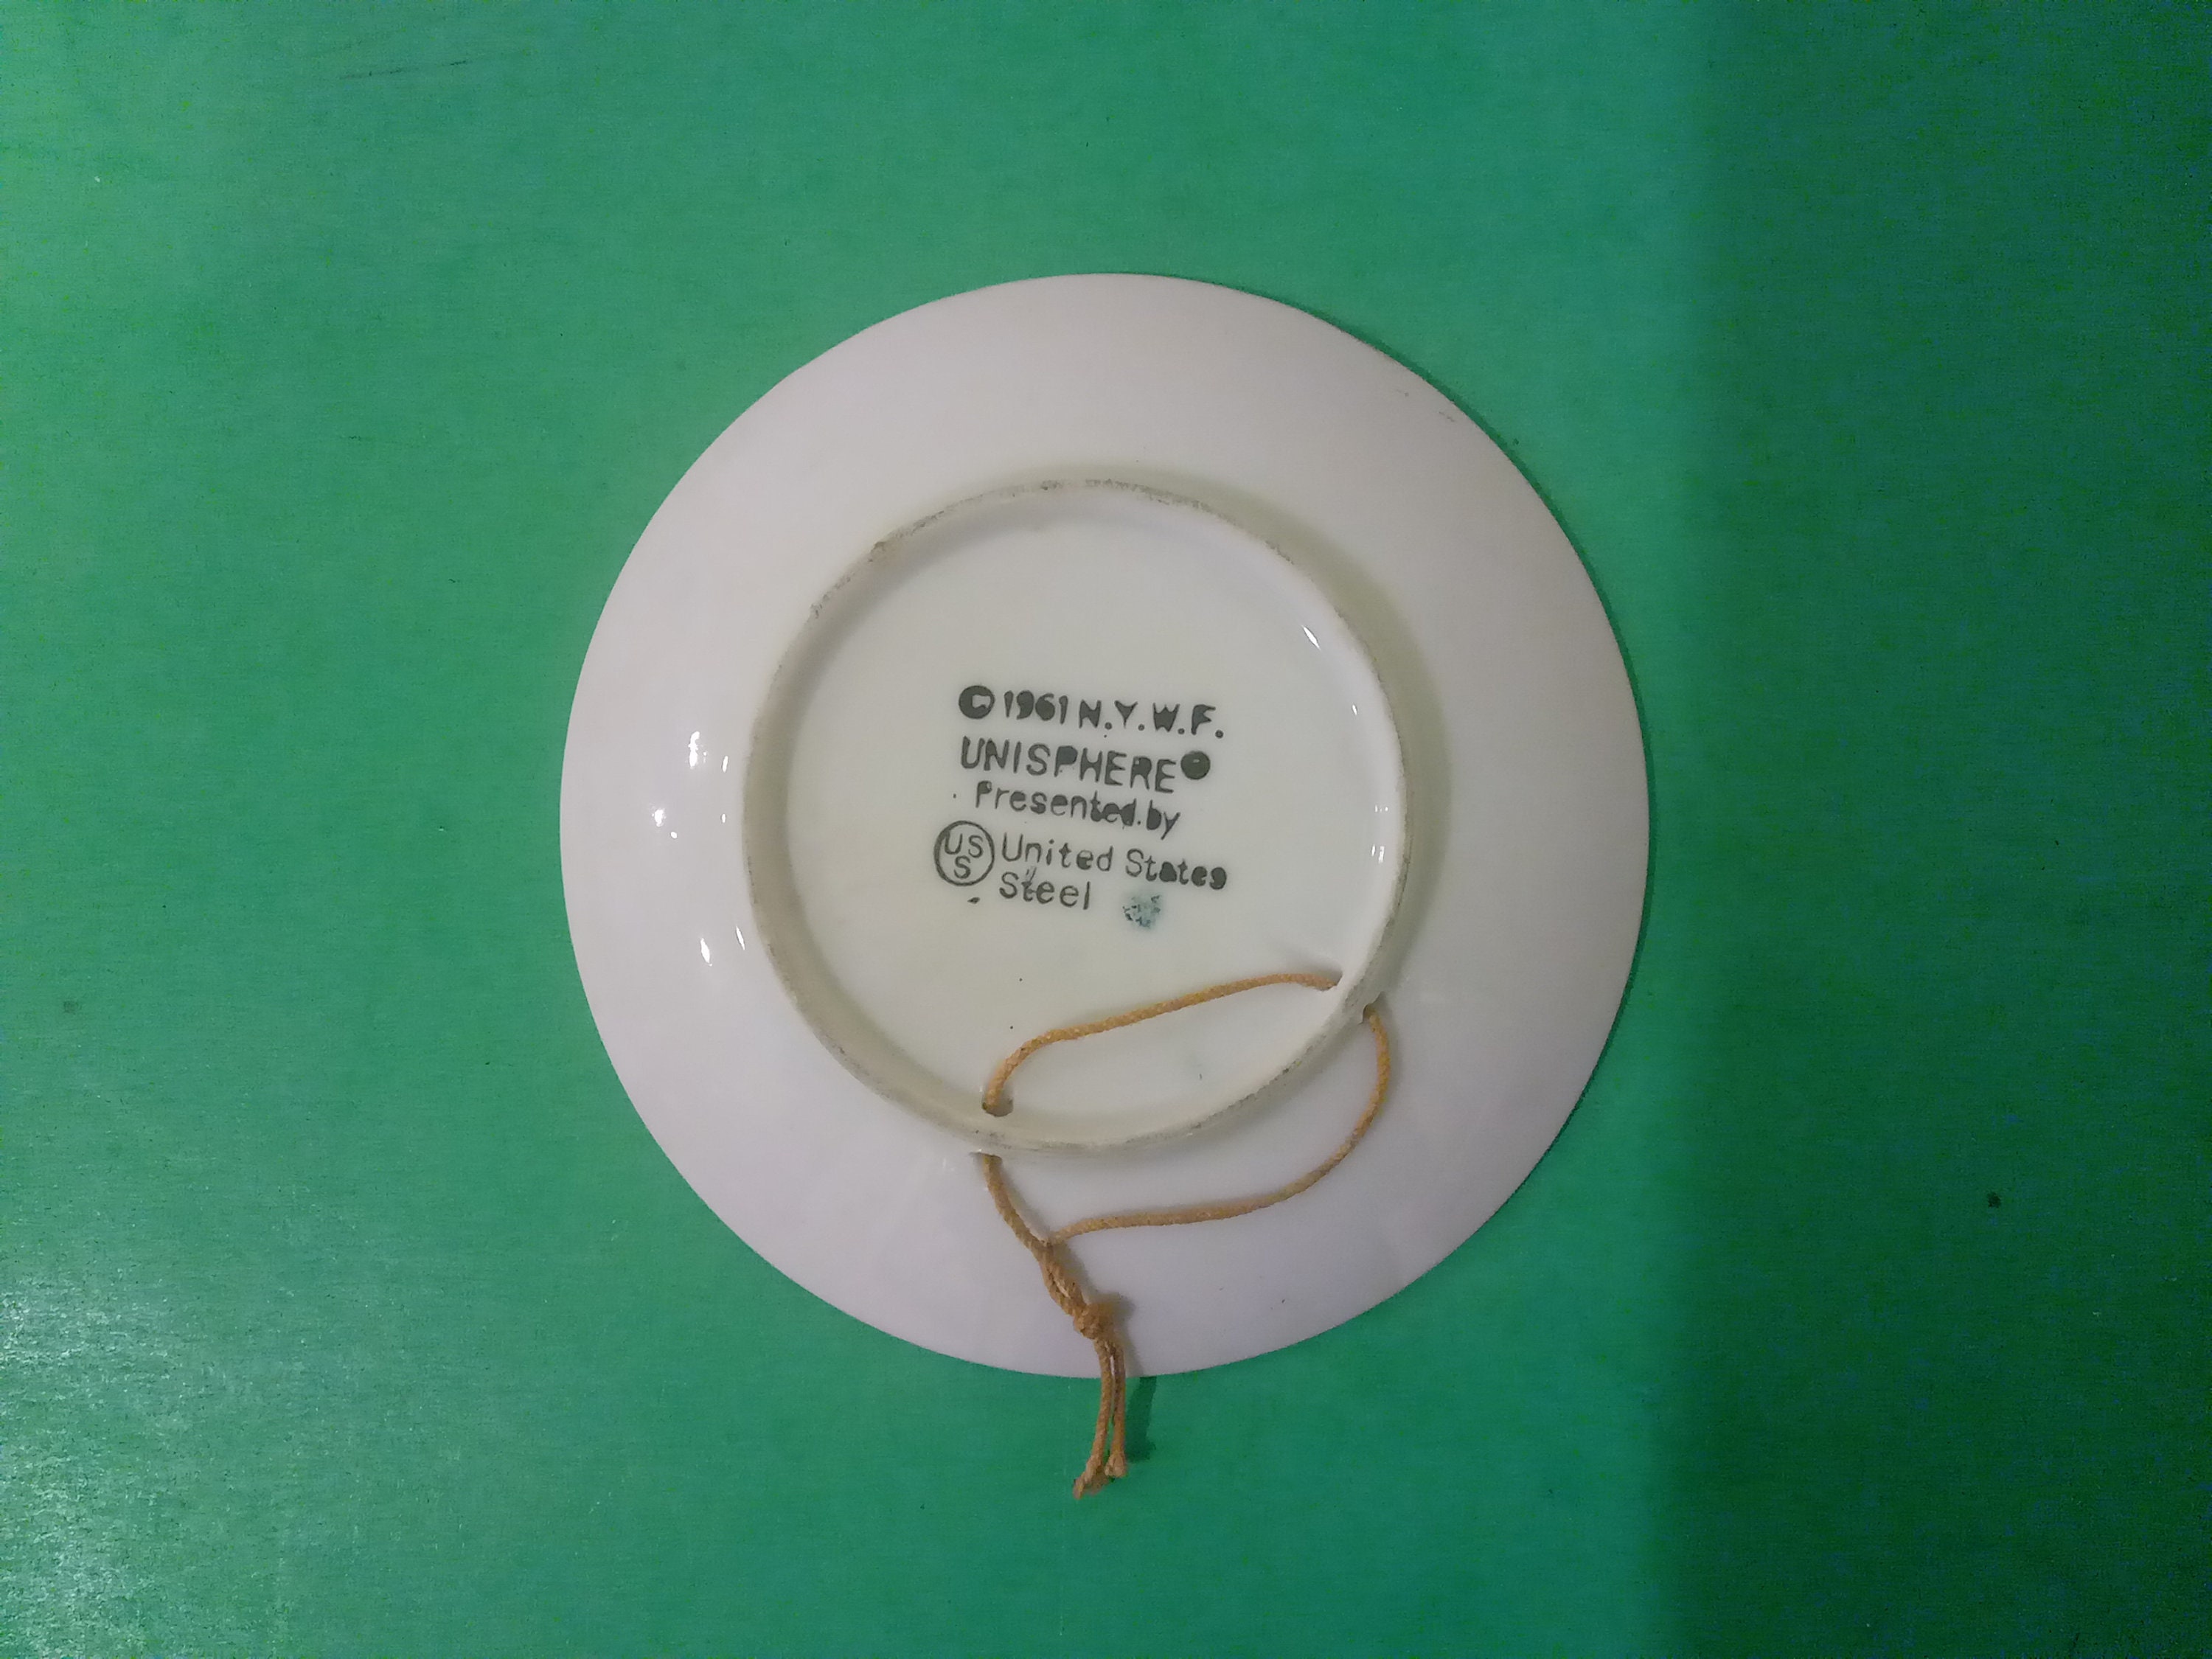 © 1961 N.Y.W.F.
UNISPHERE®
Presented by
USS United States
Steel